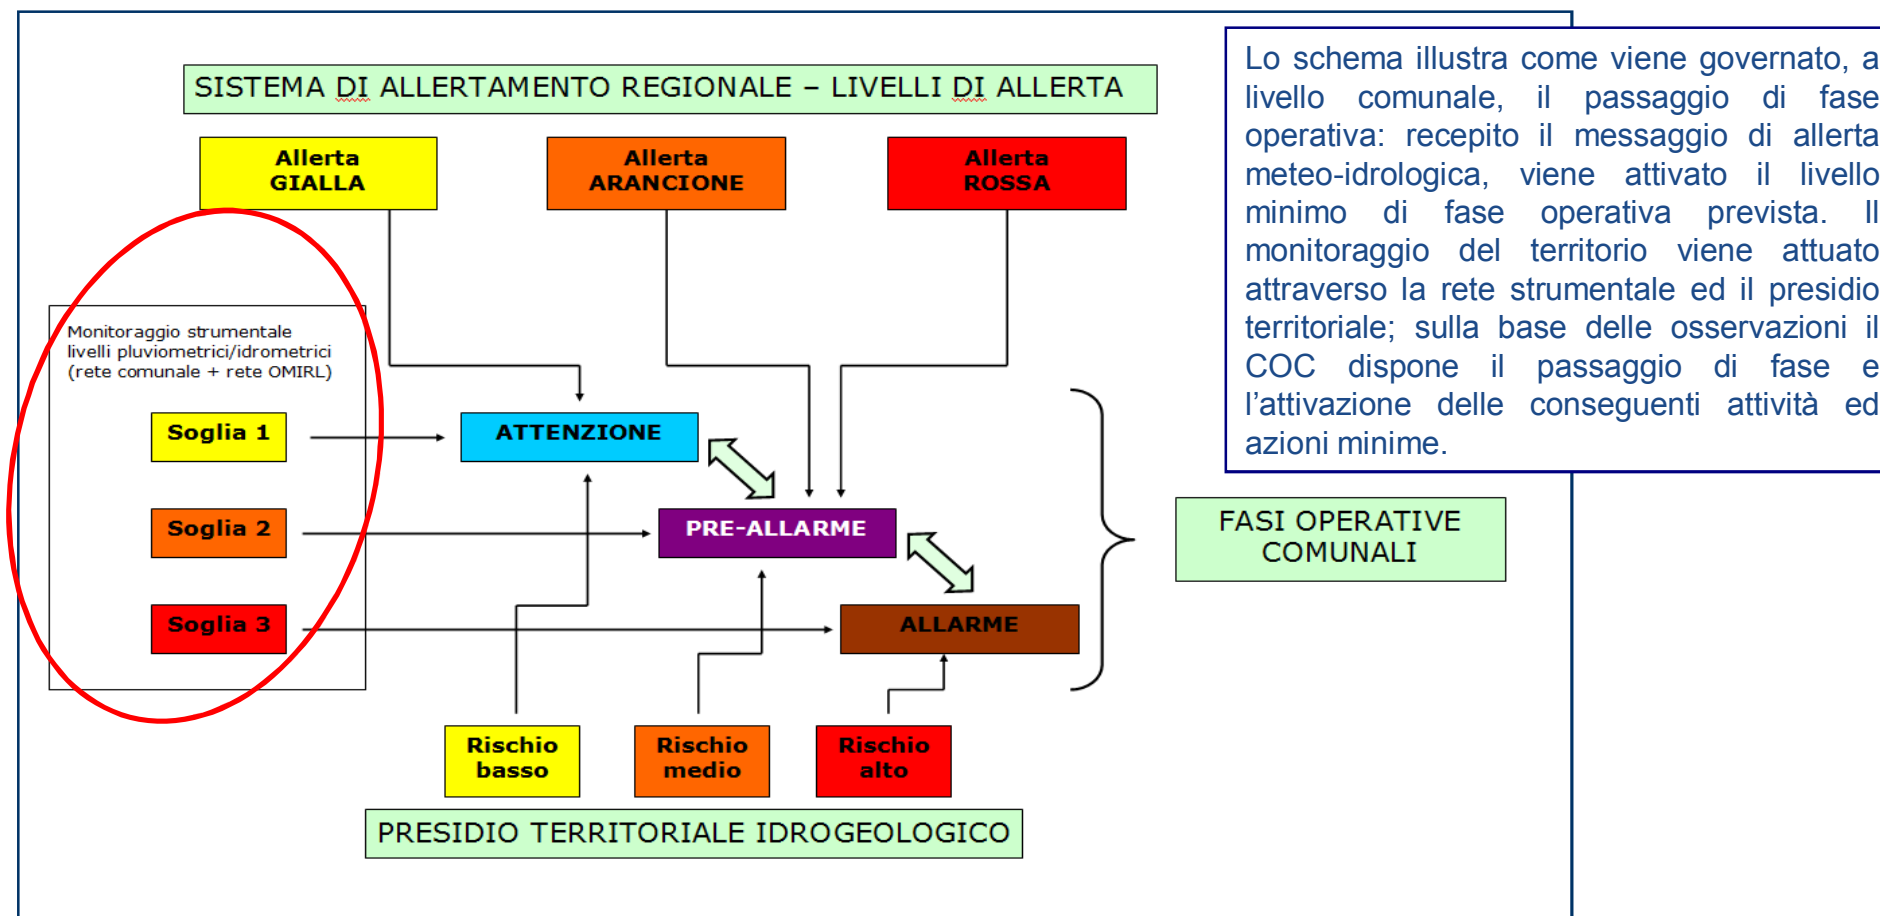 SISTEMA DI ALLERTAMENTO REGIONALE – LIVELLI DI ALLERTA
Allerta
GIALLA
Allerta
ARANCIONE
Allerta
ROSSA
Lo schema illustra come viene governato, a
livello comunale, il passaggio di fase
operativa: recepito il messaggio di allerta
meteo-idrologica, viene attivato il livello
minimo di fase operativa prevista. Il
monitoraggio del territorio viene attuato
attraverso la rete strumentale ed il presidio
territoriale; sulla base delle osservazioni il
COC dispone il passaggio di fase e
l’attivazione delle conseguenti attività ed
azioni minime.
Monitoraggio strumentale
livelli pluviometrici/idrometrici
(rete comunale + rete OMIRL)
Soglia 1
ATTENZIONE
Soglia 2
PRE-ALLARME
Soglia 3
ALLARME
FASI OPERATIVE
COMUNALI
Rischio
basso
Rischio
medio
Rischio
alto
PRESIDIO TERRITORIALE IDROGEOLOGICO